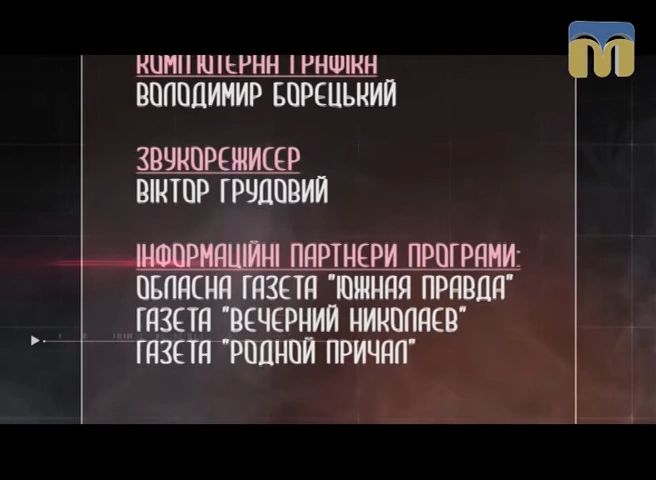 КОМП'ЮТЕРНА ГРАФІКА
ВОЛОДИМИР БОРЕЦЬКИЙ
ЗВУКОРЕЖИСЕР
ВІКТОР ГРУДОВИЙ
ІНФОРМАЦІЙНІ ПАРТНЕРИ ПРОГРАМИ:
ОБЛАСНА ГАЗЕТА "ЮЖНАЯ ПРАВДА"
ГАЗЕТА "ВЕЧЕРНИЙ НИКОЛАЕВ"
ГАЗЕТА "РОДНОЙ ПРИЧАЛ"